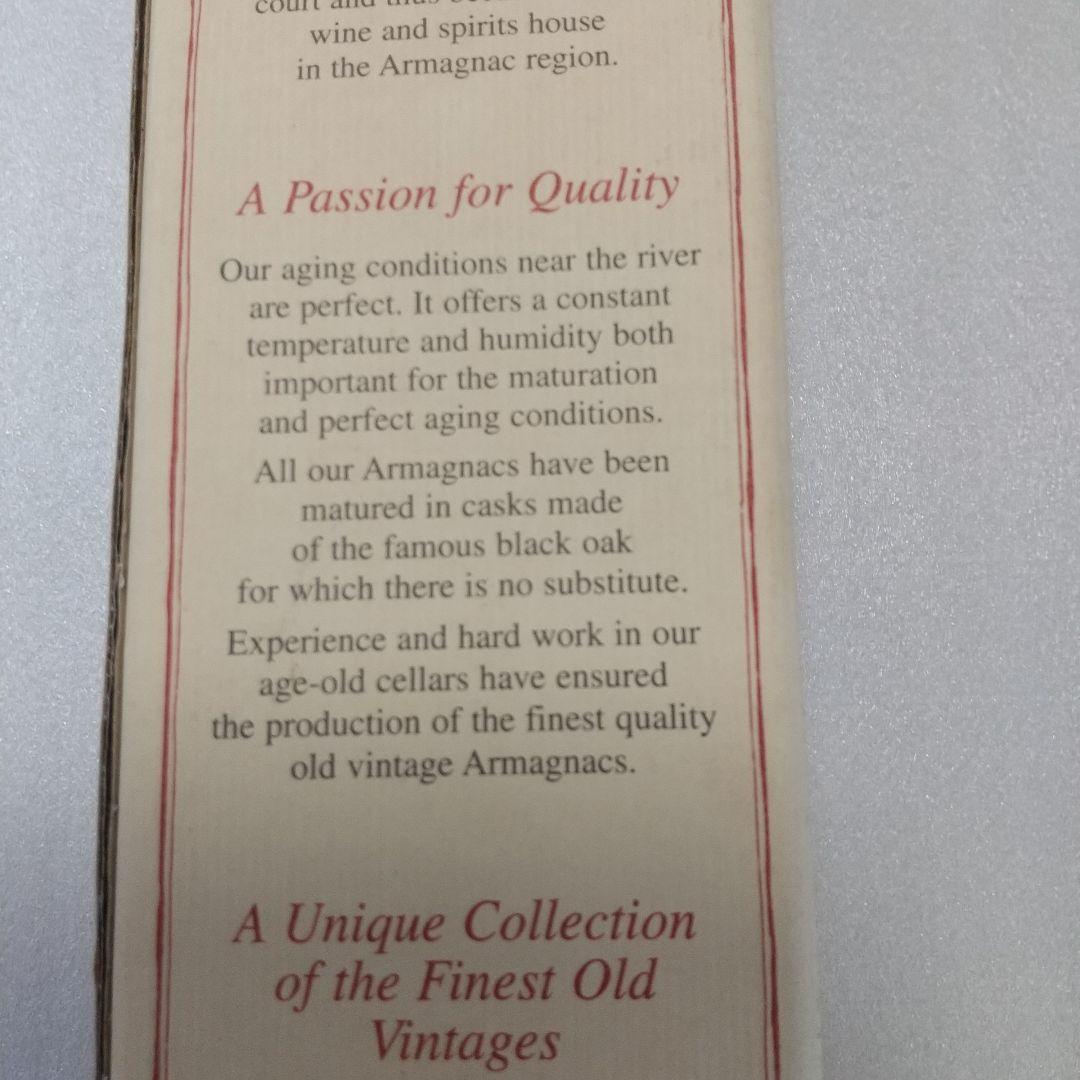 court and thus
wine and spirits house
in the Armagnac region.
A Passion for Quality
Our aging conditions near the river
are perfect. It offers a constant
temperature and humidity both
important for the maturation
and perfect aging conditions.
All our Armagnacs have been
matured in casks made
of the famous black oak
for which there is no substitute.
Experience and hard work in our
age-old cellars have ensured
the production of the finest quality
old vintage Armagnacs.
A Unique Collection
of the Finest Old
Vintages